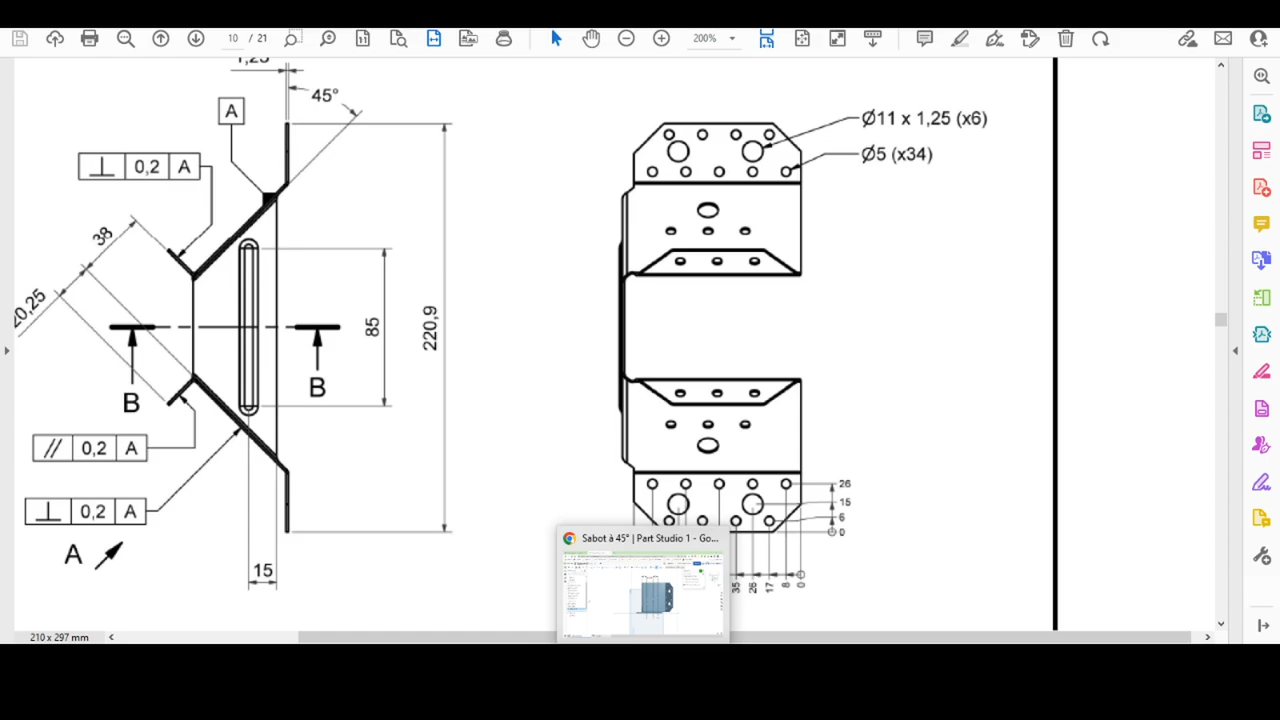 10 / 21
200%
1,25
45°
A
⊥ 0,2 A
38
20,25
85
220,9
B
B
// 0,2 A
⊥ 0,2 A
A
15
Ø11 x 1,25 (x6)
Ø5 (x34)
26
15
6
0
35
26
17
8
0
Sabot à 45° | Part Studio 1 - Go...
210 x 297 mm